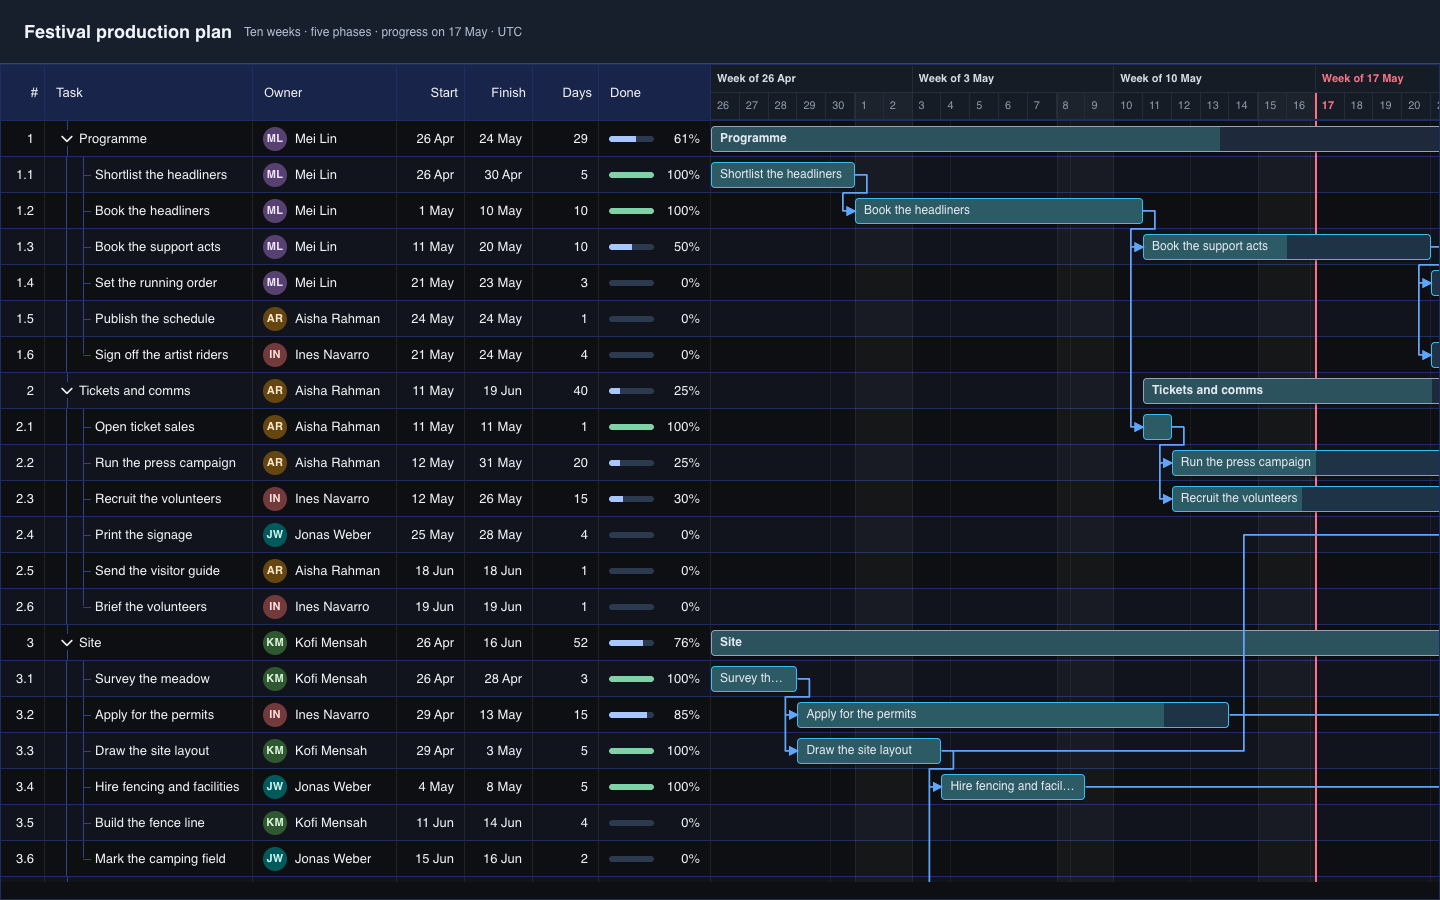 Festival production plan Ten weeks · five phases · progress on 17 May · UTC
# Task Owner Start Finish Days Done
Week of 26 Apr Week of 3 May Week of 10 May Week of 17 May
26 27 28 29 30 1 2 3 4 5 6 7 8 9 10 11 12 13 14 15 16 17 18 19 20
1 Programme ML Mei Lin 26 Apr 24 May 29 61% Programme
1.1 Shortlist the headliners ML Mei Lin 26 Apr 30 Apr 5 100% Shortlist the headliners
1.2 Book the headliners ML Mei Lin 1 May 10 May 10 100% Book the headliners
1.3 Book the support acts ML Mei Lin 11 May 20 May 10 50% Book the support acts
1.4 Set the running order ML Mei Lin 21 May 23 May 3 0%
1.5 Publish the schedule AR Aisha Rahman 24 May 24 May 1 0%
1.6 Sign off the artist riders IN Ines Navarro 21 May 24 May 4 0%
2 Tickets and comms AR Aisha Rahman 11 May 19 Jun 40 25% Tickets and comms
2.1 Open ticket sales AR Aisha Rahman 11 May 11 May 1 100%
2.2 Run the press campaign AR Aisha Rahman 12 May 31 May 20 25% Run the press campaign
2.3 Recruit the volunteers IN Ines Navarro 12 May 26 May 15 30% Recruit the volunteers
2.4 Print the signage JW Jonas Weber 25 May 28 May 4 0%
2.5 Send the visitor guide AR Aisha Rahman 18 Jun 18 Jun 1 0%
2.6 Brief the volunteers IN Ines Navarro 19 Jun 19 Jun 1 0%
3 Site KM Kofi Mensah 26 Apr 16 Jun 52 76% Site
3.1 Survey the meadow KM Kofi Mensah 26 Apr 28 Apr 3 100% Survey th…
3.2 Apply for the permits IN Ines Navarro 29 Apr 13 May 15 85% Apply for the permits
3.3 Draw the site layout KM Kofi Mensah 29 Apr 3 May 5 100% Draw the site layout
3.4 Hire fencing and facilities JW Jonas Weber 4 May 8 May 5 100% Hire fencing and facil…
3.5 Build the fence line KM Kofi Mensah 11 Jun 14 Jun 4 0%
3.6 Mark the camping field JW Jonas Weber 15 Jun 16 Jun 2 0%